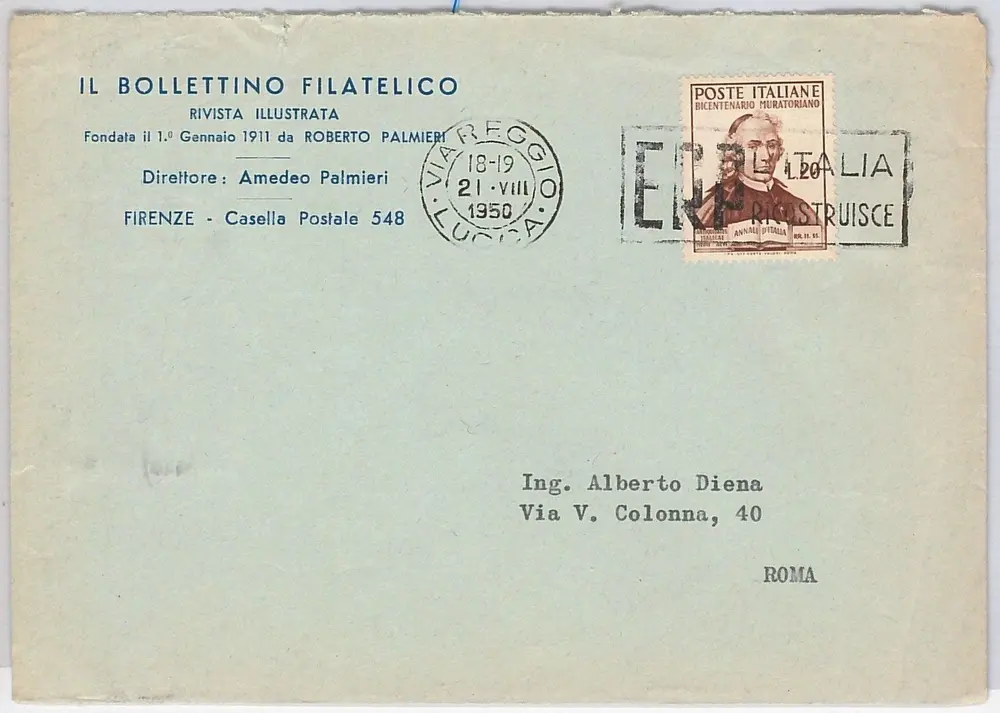 IL BOLLETTINO FILATELICO
RIVISTA ILLUSTRATA
Fondata il 1.º Gennaio 1911 da ROBERTO PALMIERI
Direttore: Amedeo Palmieri
FIRENZE - Casella Postale 548
VIAREGGIO
18-19
21·VIII
1950
·LUCCA·
POSTE ITALIANE
BICENTENARIO MURATORIANO
L.20
ANNALI D'ITALIA
ERP
L'ITALIA
RICOSTRUISCE
Ing. Alberto Diena
Via V. Colonna, 40
ROMA